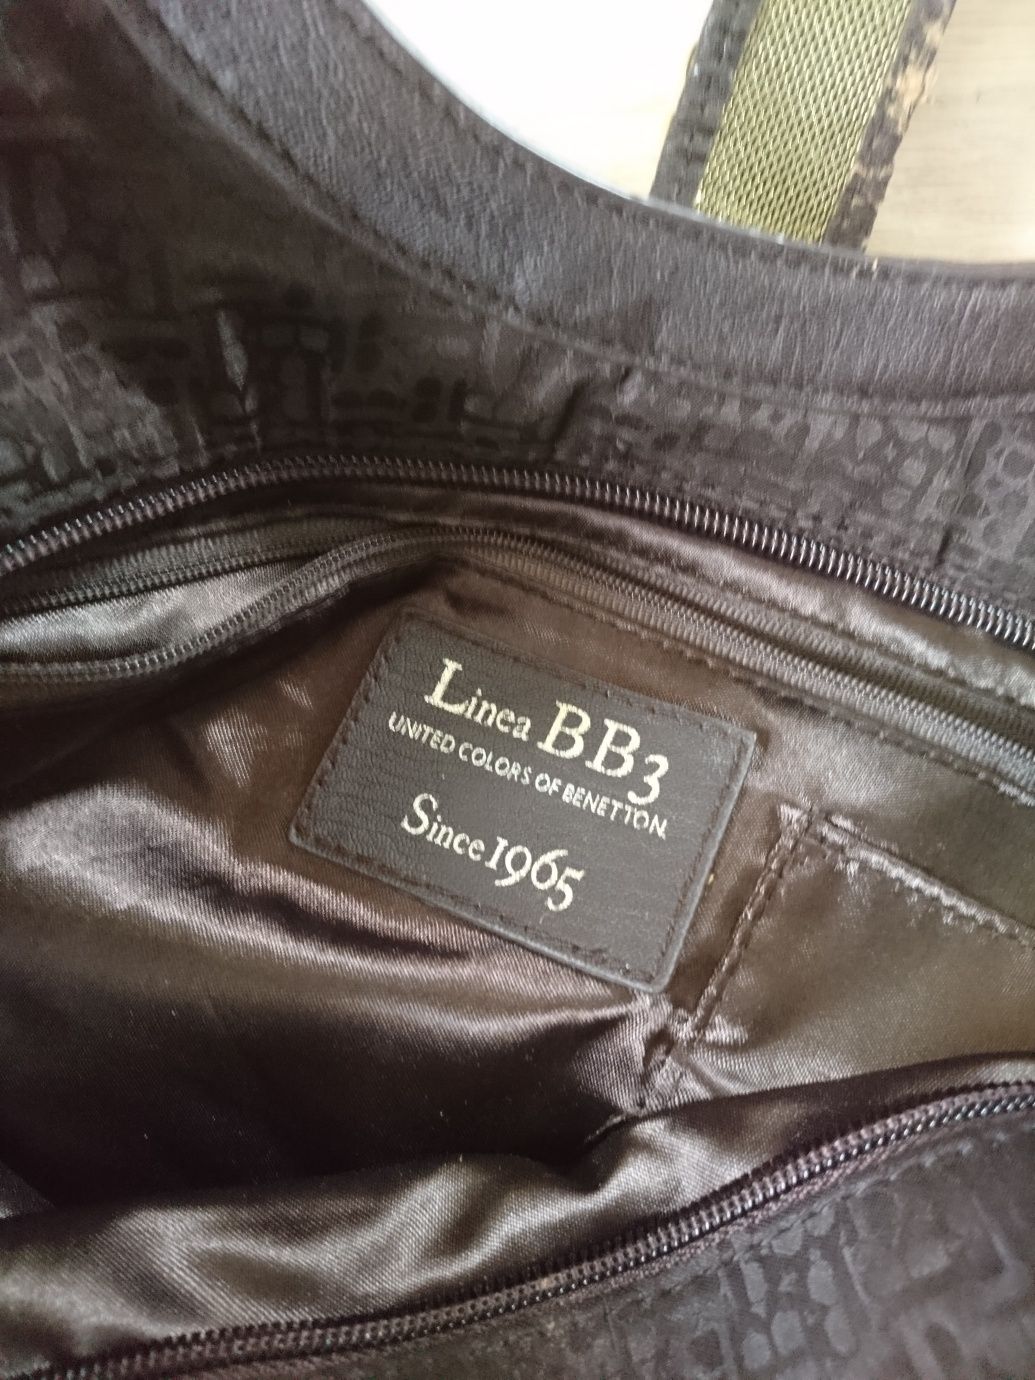 Linea BB3
UNITED COLORS OF BENETTON.
Since 1965